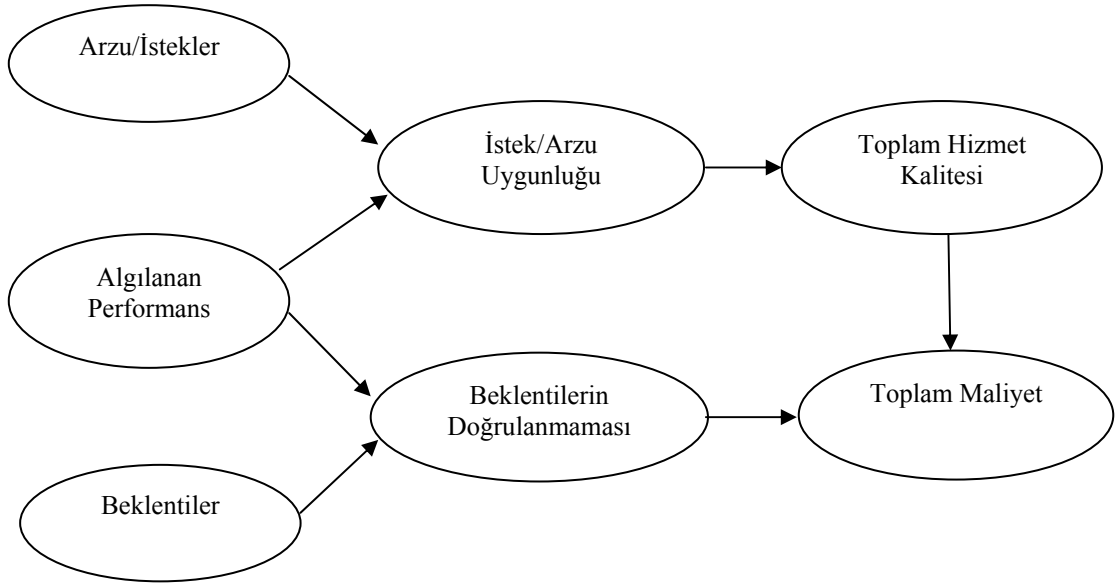 Arzu/İstekler
İstek/Arzu
Uygunluğu
Toplam Hizmet
Kalitesi
Algılanan
Performans
Beklentilerin
Doğrulanmaması
Toplam Maliyet
Beklentiler